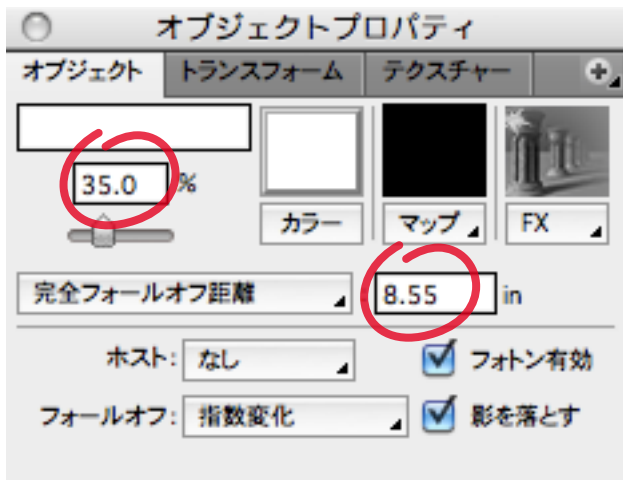 オブジェクトプロパティ
オブジェクト トランスフォーム テクスチャー
35.0 %
カラー マップ FX
完全フォールオフ距離 : 8.55 in
ホスト: なし フォトン有効
フォールオフ: 指数変化 影を落とす